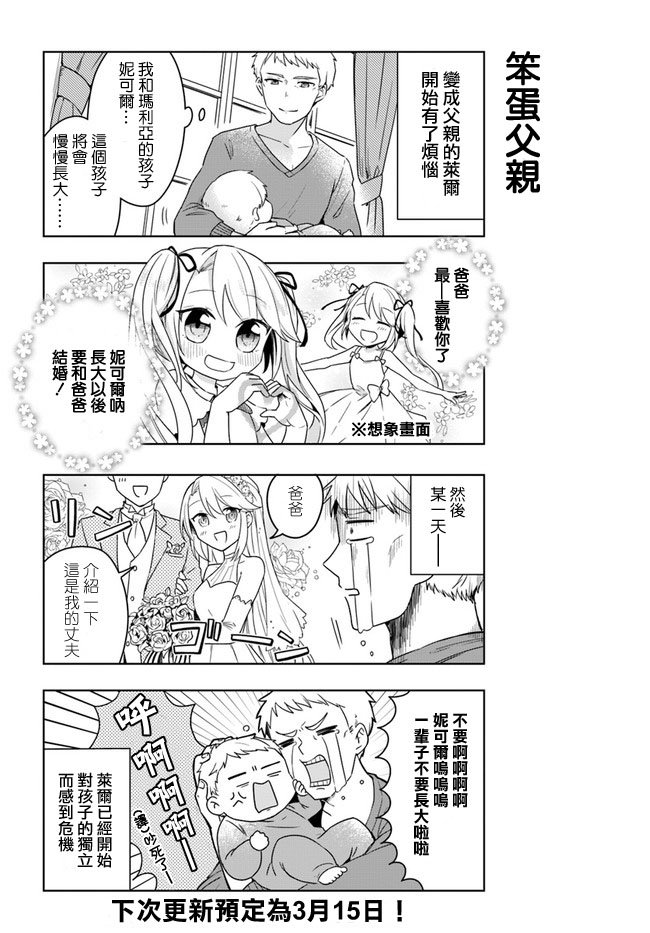 笨蛋父親
變成父親的萊爾
開始有了煩惱
我和瑪利亞的孩子
妮可爾…
這個孩子
將會
慢慢長大……
爸爸
最——喜歡你了
※想象畫面
妮可爾吶
長大以後
要和爸爸
結婚！
然後
某一天——
爸爸
介紹一下
這是我的丈夫
ゴゴー
不要啊啊啊啊
妮可爾嗚嗚嗚
一輩子不要長大啦啦
呼啊啊啊—
(譯)吵死了—
萊爾已經開始
對孩子的獨立
而感到危機
下次更新預定為3月15日！